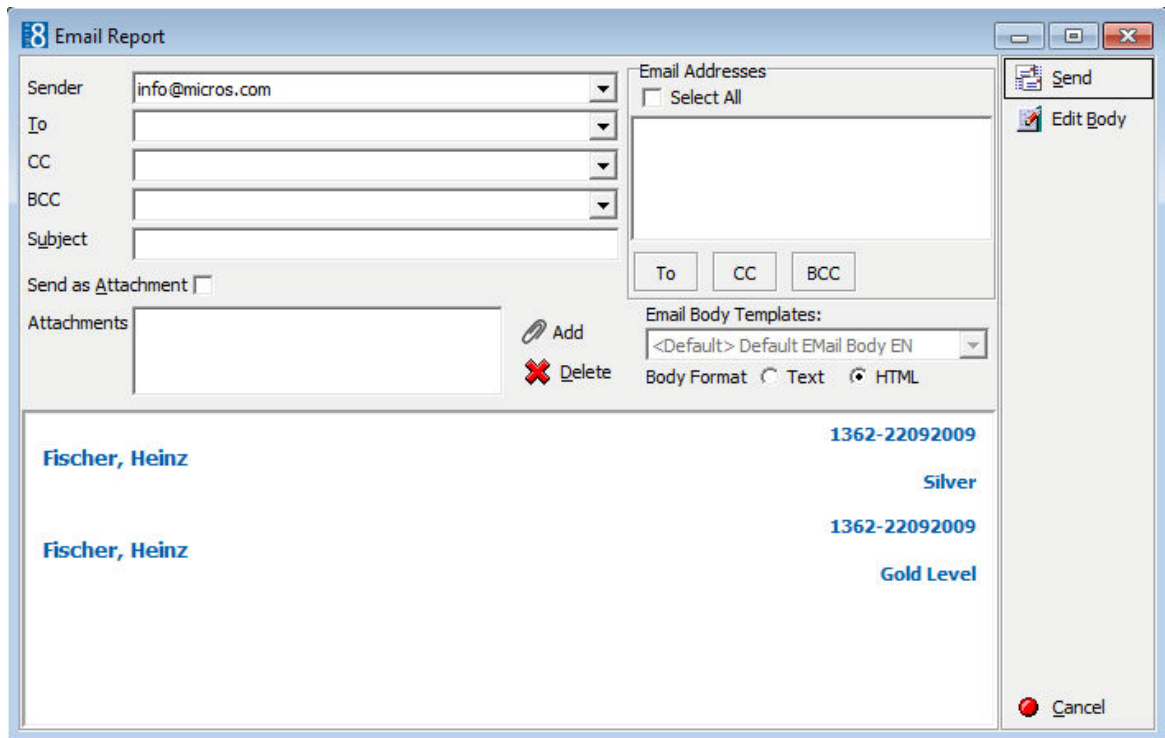 8 Email Report
Sender info@micros.com
To
CC
BCC
Subject
Send as Attachment
Attachments
Add
Delete
Email Addresses
Select All
To CC BCC
Email Body Templates:
<Default> Default EMail Body EN
Body Format Text HTML
Send
Edit Body
1362-22092009
Fischer, Heinz
Silver
1362-22092009
Fischer, Heinz
Gold Level
Cancel